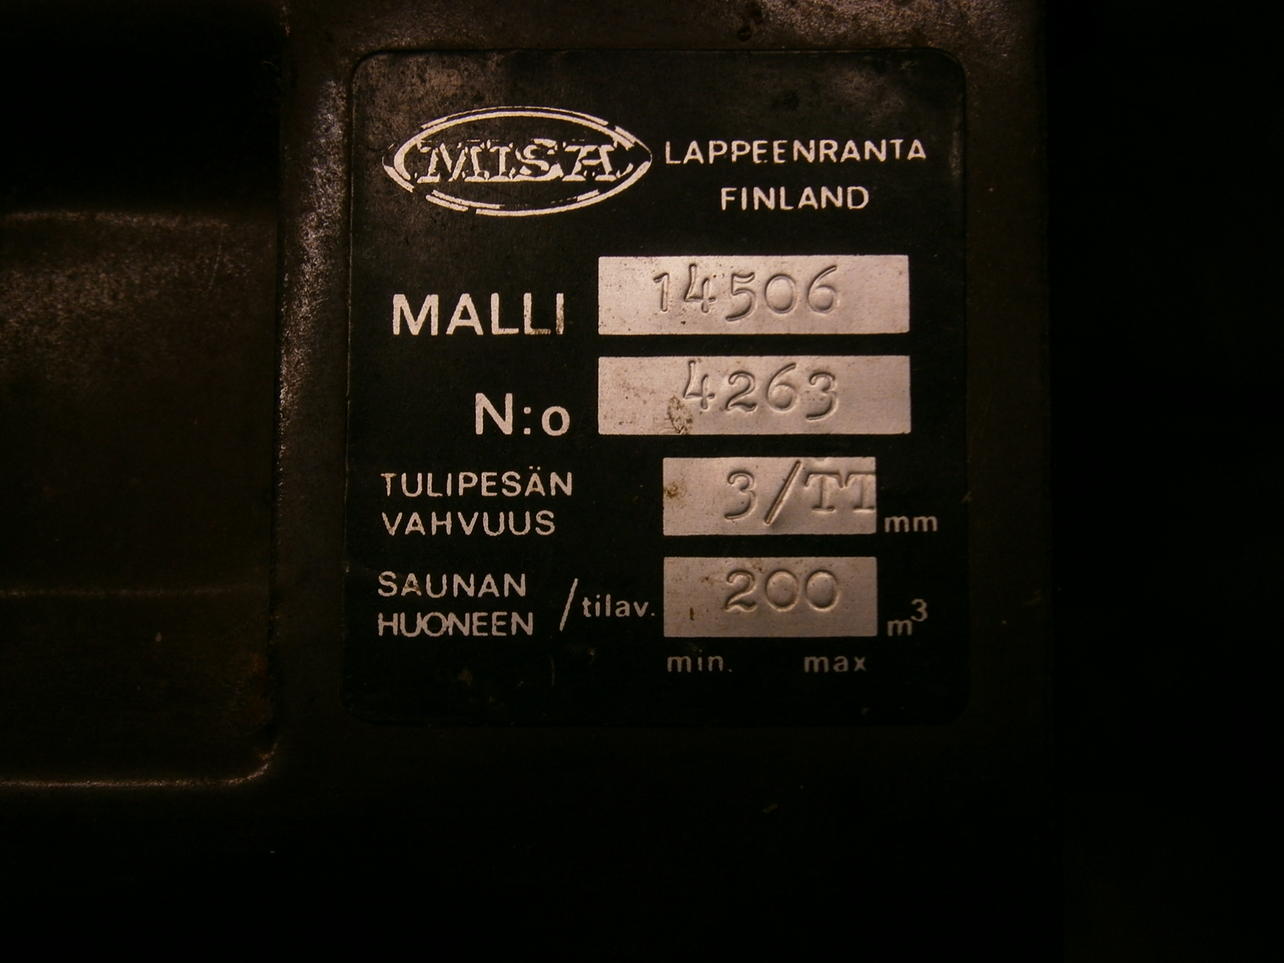 MISA LAPPEENRANTA
FINLAND
MALLI 14506
N:o 4263
TULIPESÄN
VAHVUUS 3/TT mm
SAUNAN
HUONEEN /tilav. 200 m³
min. max